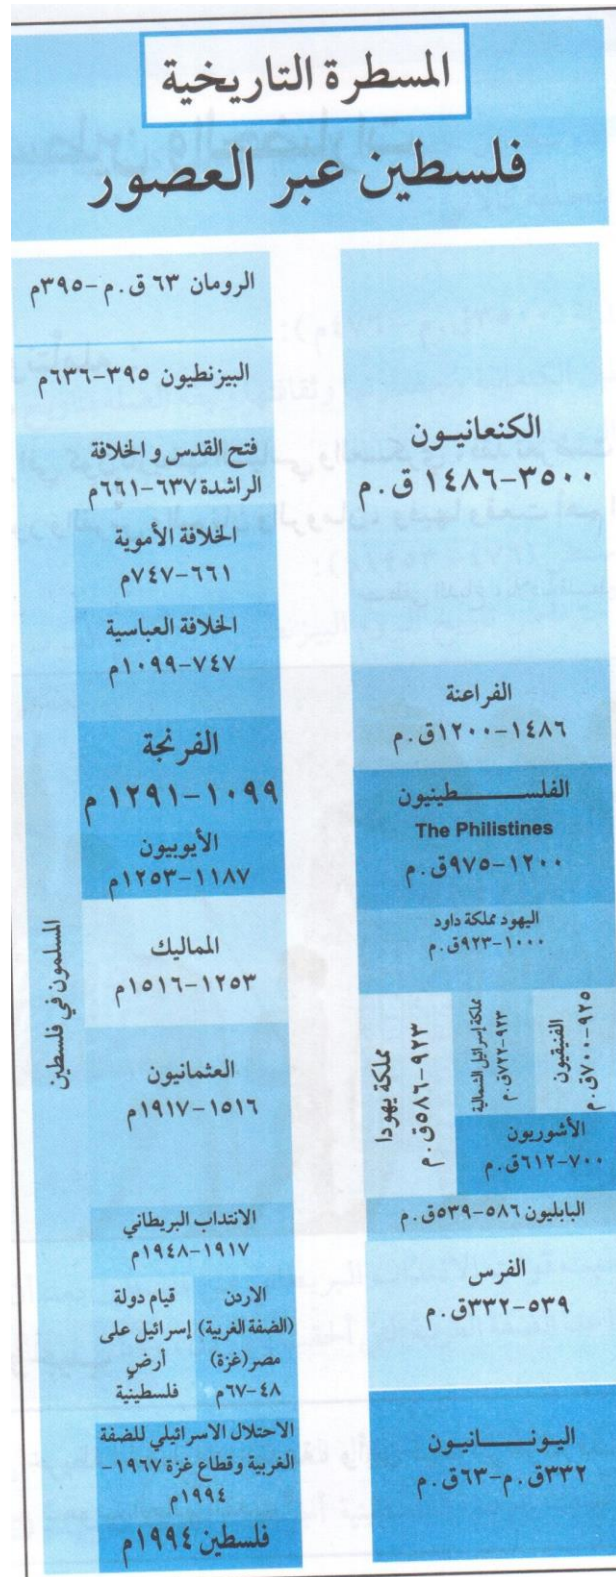 المسطرة التاريخية
فلسطين عبر العصور
الكنعانيـون
٣٥٠٠-١٤٨٦ ق.م
الفراعنة
١٤٨٦-١٢٠٠ق.م
الفلســـــطينيون
The Philistines
١٢٠٠-٩٧٥ق.م
اليهود مملكة داود
١٠٠٠-٩٢٣ق.م
الفنيقيون
٩٢٥-٧٠٠ق.م
مملكة إسرائيل الشمالية
٩٢٣-٧٢٢ق.م
مملكة يهودا
٩٢٣-٥٨٦ق.م
الأشوريون
٧٠٠-٦١٢ق.م
البابليون ٥٨٦-٥٣٩ق.م
الفرس
٥٣٩-٣٣٢ق.م
اليونــــانيون
٣٣٢ق.م-٦٣ق.م
الرومان ٦٣ ق.م-٣٩٥م
البيزنطيون ٣٩٥-٦٣٦م
فتح القدس و الخلافة
الراشدة ٦٣٧-٦٦١م
الخلافة الأموية
٦٦١-٧٤٧م
الخلافة العباسية
٧٤٧-١٠٩٩م
الفرنجة
١٠٩٩-١٢٩١ م
الأيوبيون
١١٨٧-١٢٥٣م
المماليك
١٢٥٣-١٥١٦م
العثمانيون
١٥١٦-١٩١٧م
الانتداب البريطاني
١٩١٧-١٩٤٨م
الاردن
(الضفة الغربية)
مصر(غزة)
٤٨-٦٧م
قيام دولة
إسرائيل على
أرضٍ
فلسطينية
الاحتلال الاسرائيلي للضفة
الغربية وقطاع غزة ١٩٦٧-
١٩٩٤م
فلسطين ١٩٩٤م
المسلمون في فلسطين